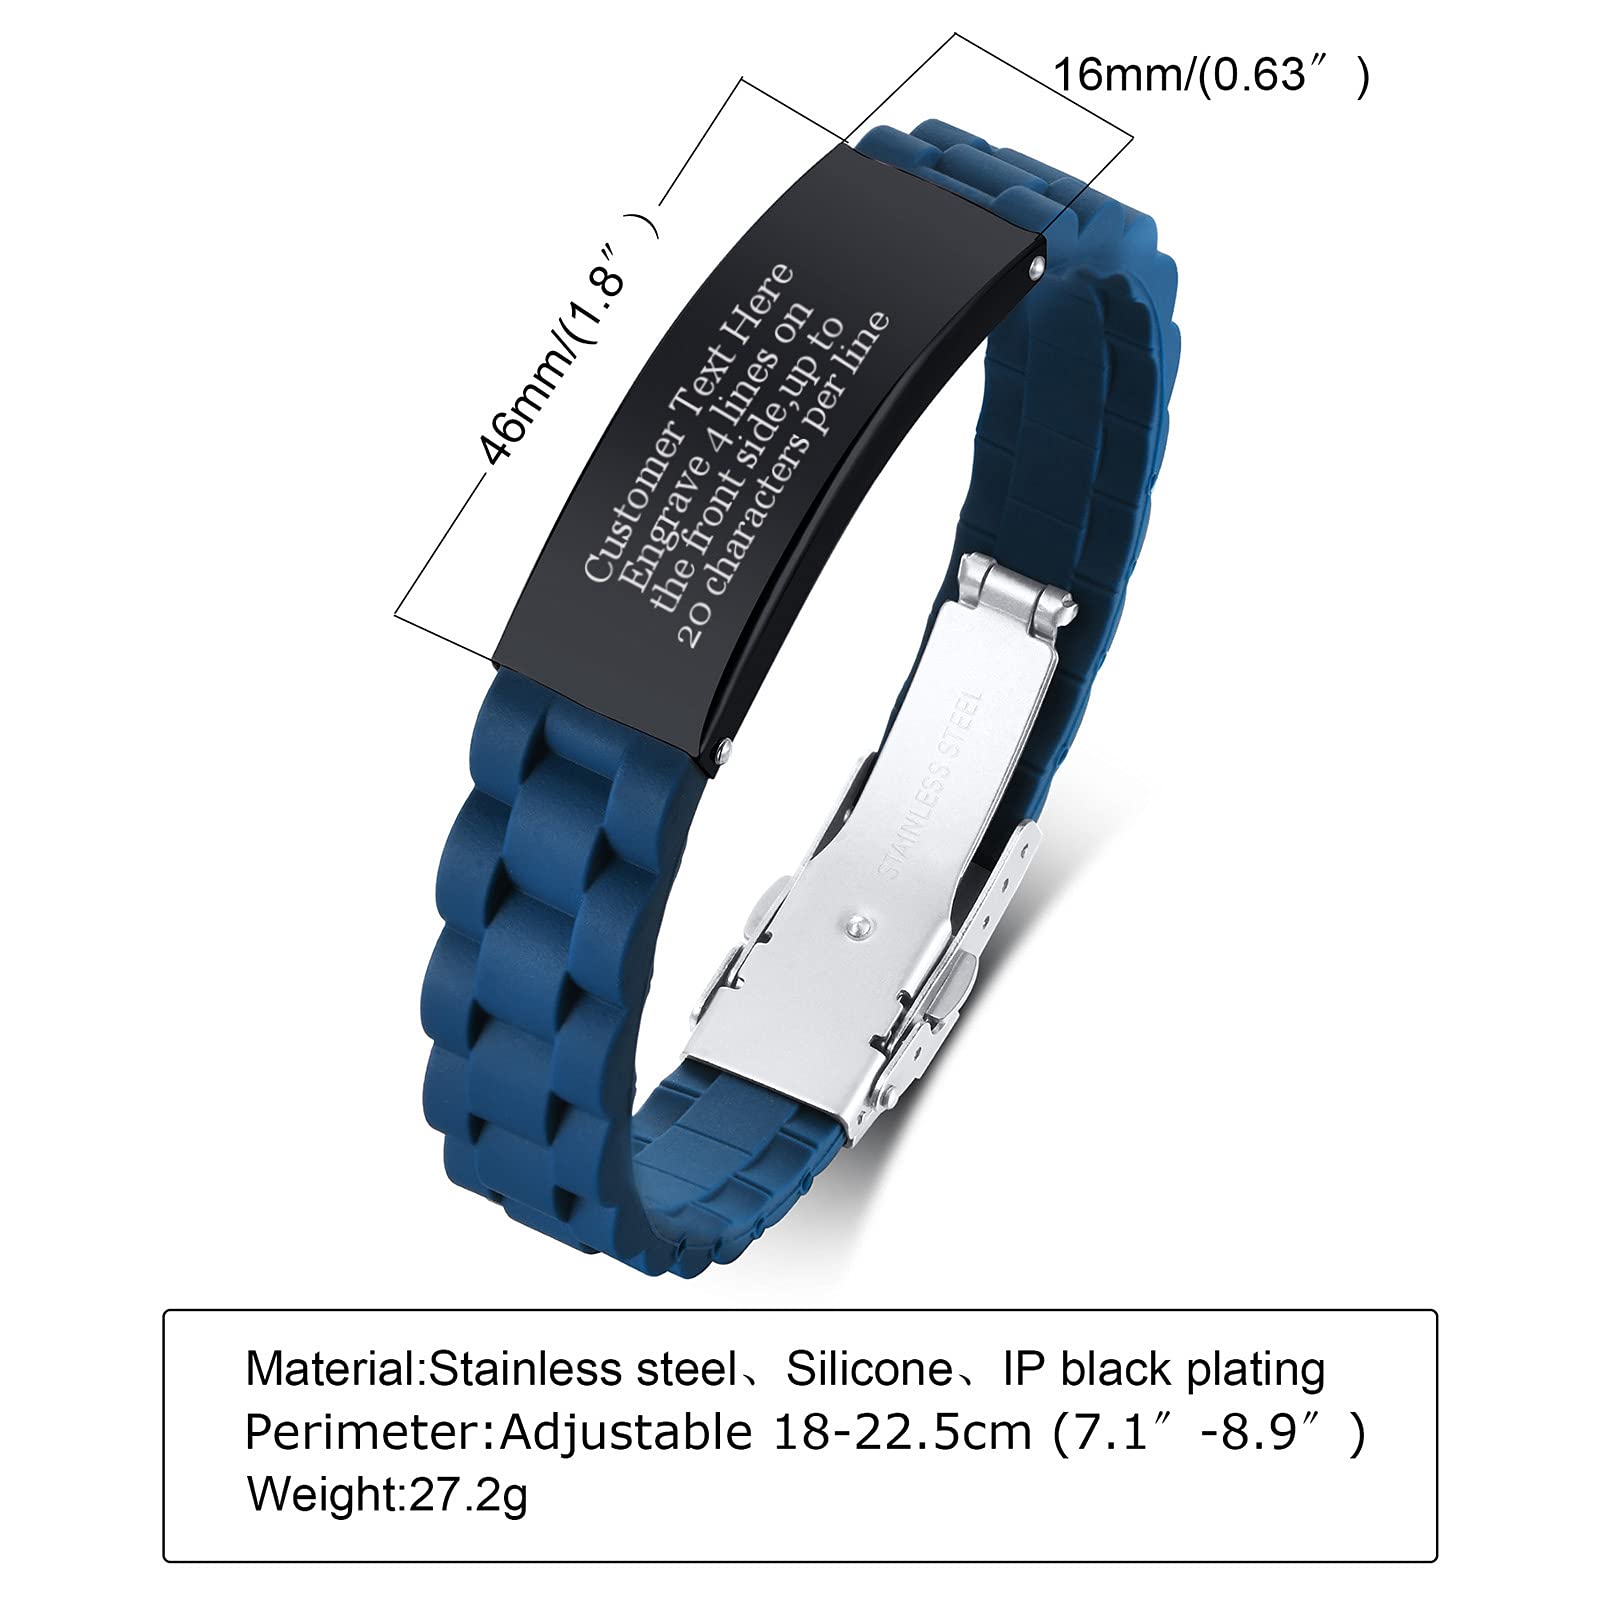 16mm/(0.63″)
46mm/(1.8″)
Customer Text Here
Engrave 4 lines on
the front side,up to
20 characters per line
STAINLESS STEEL
Material:Stainless steel、Silicone、IP black plating
Perimeter:Adjustable 18-22.5cm (7.1″-8.9″)
Weight:27.2g